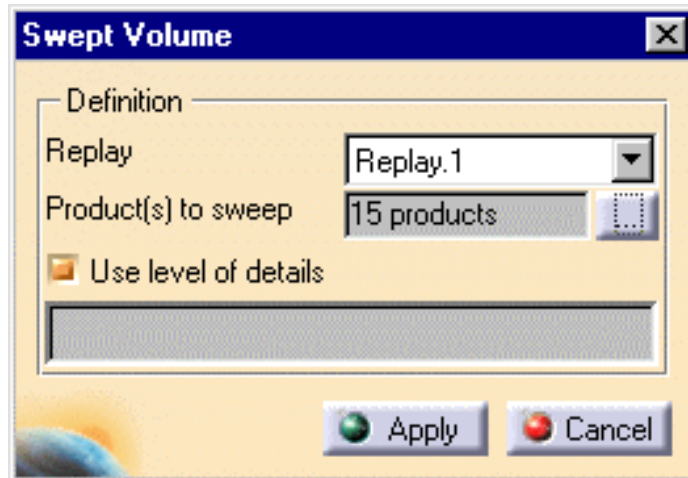 Swept Volume
Definition
Replay
Replay.1
Product(s) to sweep
15 products
Use level of details
Apply
Cancel